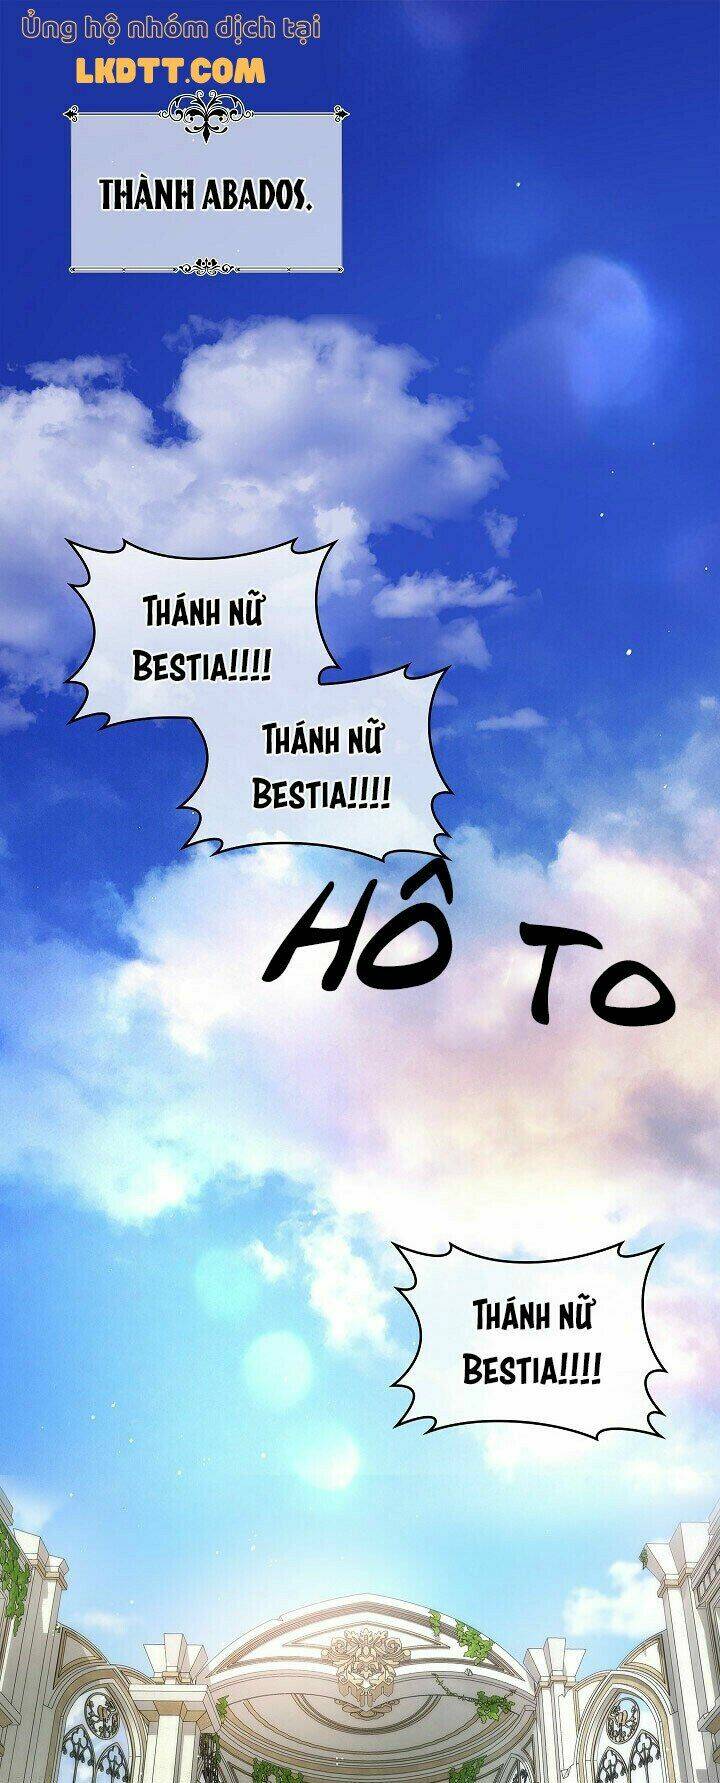 Ủng hộ nhóm dịch tại
LKDTT.COM
THÀNH ABADOS.
THÁNH NỮ
BESTIA!!!!
THÁNH NỮ
BESTIA!!!!
HÔ TO
THÁNH NỮ
BESTIA!!!!